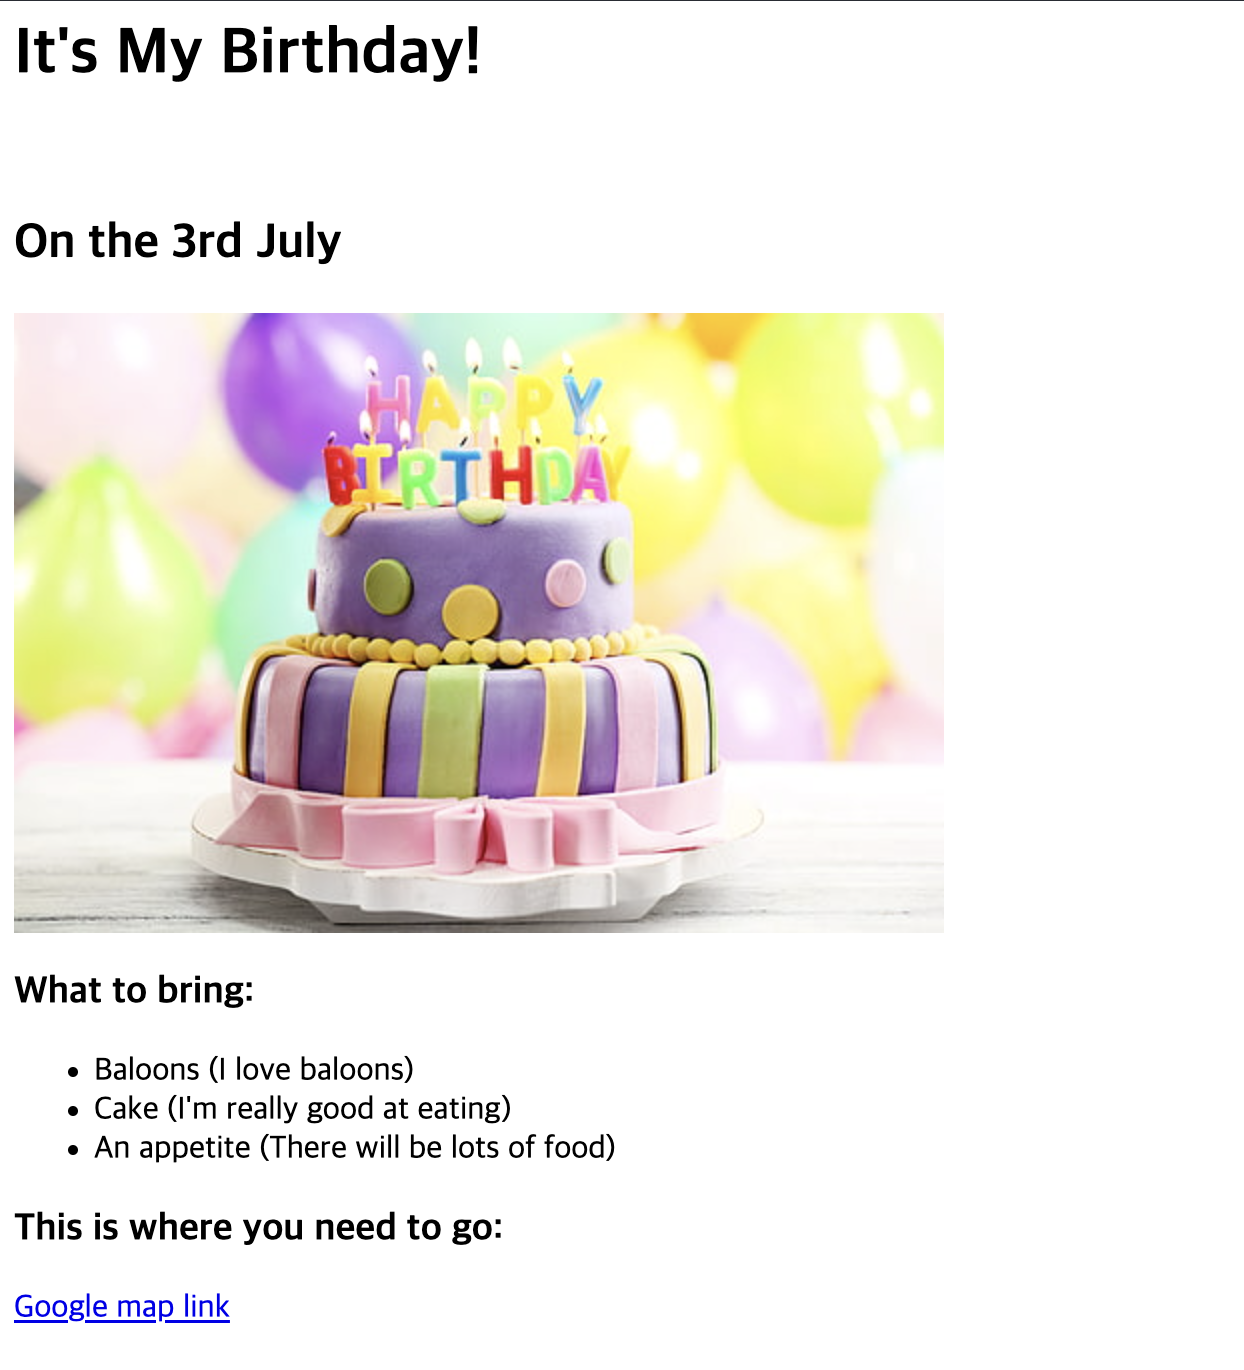 It's My Birthday!
On the 3rd July
HAPPY
BIRTHDAY
What to bring:
Baloons (I love baloons)
Cake (I'm really good at eating)
An appetite (There will be lots of food)
This is where you need to go:
Google map link